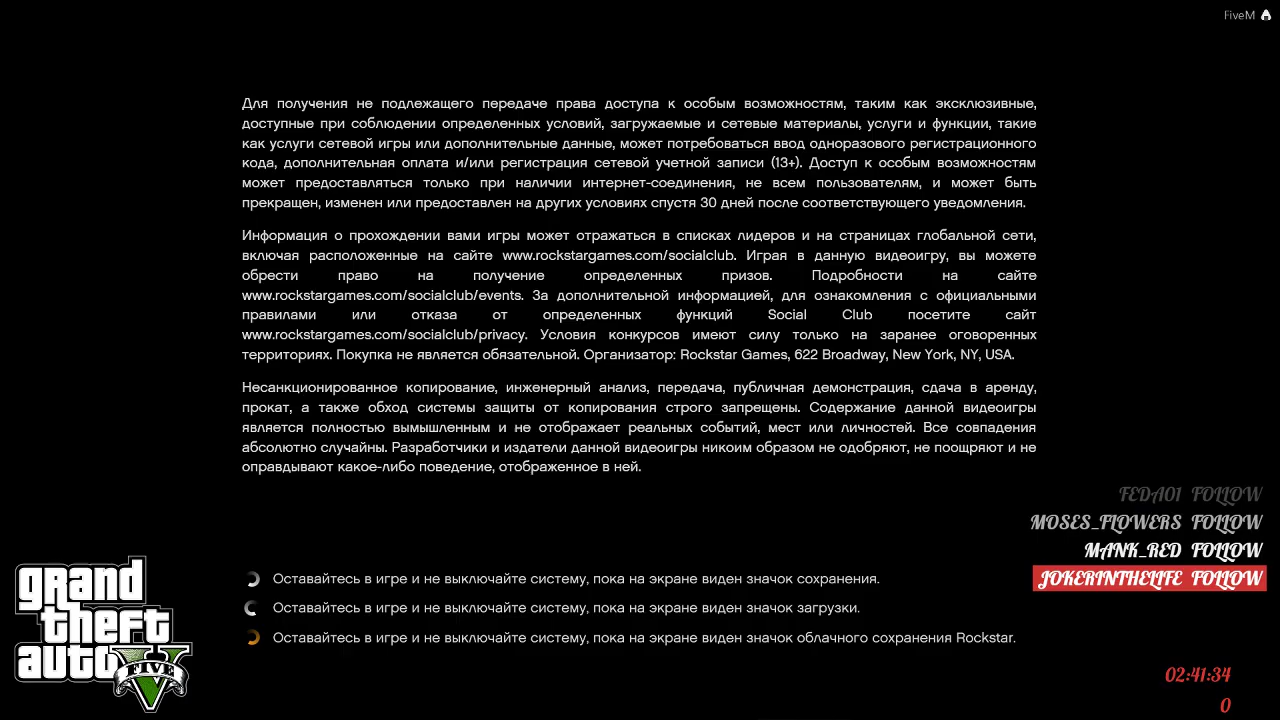 FiveM
Для получения не подлежащего передаче права доступа к особым возможностям, таким как эксклюзивные,
доступные при соблюдении определенных условий, загружаемые и сетевые материалы, услуги и функции, такие
как услуги сетевой игры или дополнительные данные, может потребоваться ввод одноразового регистрационного
кода, дополнительная оплата и/или регистрация сетевой учетной записи (13+). Доступ к особым возможностям
может предоставляться только при наличии интернет-соединения, не всем пользователям, и может быть
прекращен, изменен или предоставлен на других условиях спустя 30 дней после соответствующего уведомления.
Информация о прохождении вами игры может отражаться в списках лидеров и на страницах глобальной сети,
включая расположенные на сайте www.rockstargames.com/socialclub. Играя в данную видеоигру, вы можете
обрести право на получение определенных призов. Подробности на сайте
www.rockstargames.com/socialclub/events. За дополнительной информацией, для ознакомления с официальными
правилами или отказа от определенных функций Social Club посетите сайт
www.rockstargames.com/socialclub/privacy. Условия конкурсов имеют силу только на заранее оговоренных
территориях. Покупка не является обязательной. Организатор: Rockstar Games, 622 Broadway, New York, NY, USA.
Несанкционированное копирование, инженерный анализ, передача, публичная демонстрация, сдача в аренду,
прокат, а также обход системы защиты от копирования строго запрещены. Содержание данной видеоигры
является полностью вымышленным и не отображает реальных событий, мест или личностей. Все совпадения
абсолютно случайны. Разработчики и издатели данной видеоигры никоим образом не одобряют, не поощряют и не
оправдывают какое-либо поведение, отображенное в ней.
FEDA01 FOLLOW
MOSES_FLOWERS FOLLOW
MANK_RED FOLLOW
JOKERINTHELIFE FOLLOW
Оставайтесь в игре и не выключайте систему, пока на экране виден значок сохранения.
Оставайтесь в игре и не выключайте систему, пока на экране виден значок загрузки.
Оставайтесь в игре и не выключайте систему, пока на экране виден значок облачного сохранения Rockstar.
grand
theft
auto V
FIVE
02:41:34
0